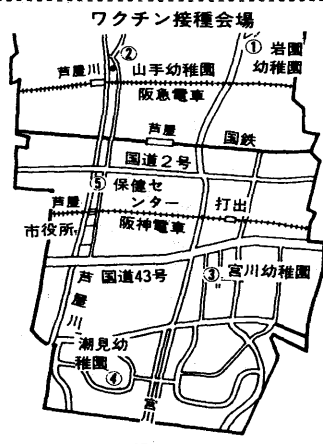 ワクチン接種会場
① 岩園
幼稚園
②
山手幼稚園
芦屋川
阪急電車
芦屋
国鉄
国道2号
⑤ 保健セ
ンター
芦屋
打出
市役所
阪神電車
芦屋川
国道43号
③ 宮川幼稚園
潮見幼
稚園
④
宮川